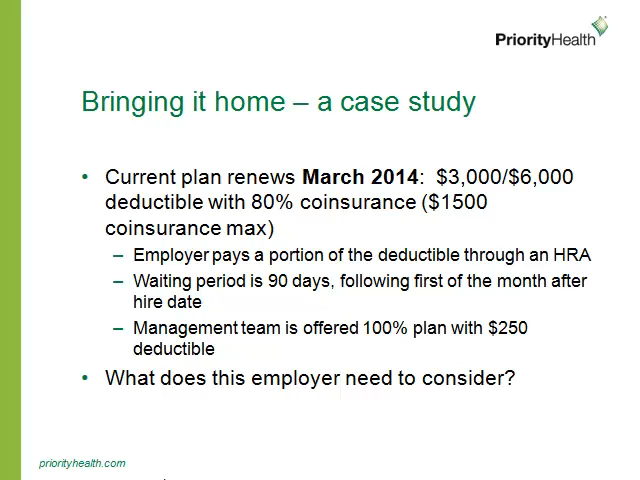 PriorityHealth
Bringing it home – a case study
• Current plan renews March 2014:  $3,000/$6,000
deductible with 80% coinsurance ($1500
coinsurance max)
– Employer pays a portion of the deductible through an HRA
– Waiting period is 90 days, following first of the month after
hire date
– Management team is offered 100% plan with $250
deductible
• What does this employer need to consider?
priorityhealth.com